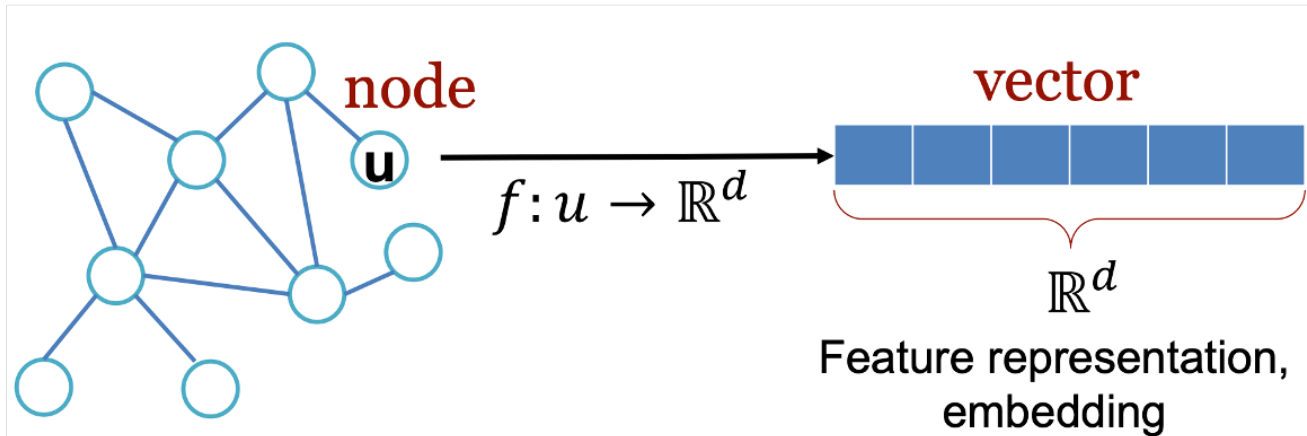 node
vector
u
f: u → ℝ^d
ℝ^d
Feature representation,
embedding